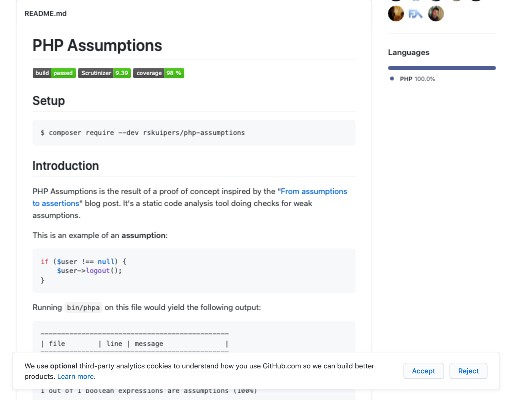 README.md
PHP Assumptions
build passed Scrutinizer 9.39 coverage 98 %
Setup
$ composer require --dev rskuipers/php-assumptions
Introduction
PHP Assumptions is the result of a proof of concept inspired by the "From assumptions
to assertions" blog post. It's a static code analysis tool doing checks for weak
assumptions.
This is an example of an assumption:
if ($user !== null) {
$user->logout();
}
Running bin/phpa on this file would yield the following output:
----------------------------------------------
| file | line | message |
1 out of 1 boolean expressions are assumptions (100%)
Languages
PHP 100.0%
We use optional third-party analytics cookies to understand how you use GitHub.com so we can build better
products. Learn more.
Accept Reject